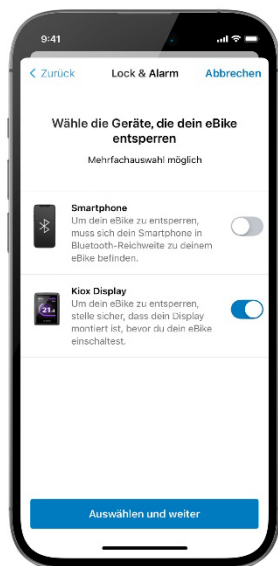 9:41
Zurück Lock & Alarm Abbrechen
Wähle die Geräte, die dein eBike
entsperren
Mehrfachauswahl möglich
Smartphone
Um dein eBike zu entsperren,
muss sich dein Smartphone in
Bluetooth-Reichweite zu deinem
eBike befinden.
Kiox Display
Um dein eBike zu entsperren,
stelle sicher, dass dein Display
montiert ist, bevor du dein eBike
einschaltest.
Auswählen und weiter